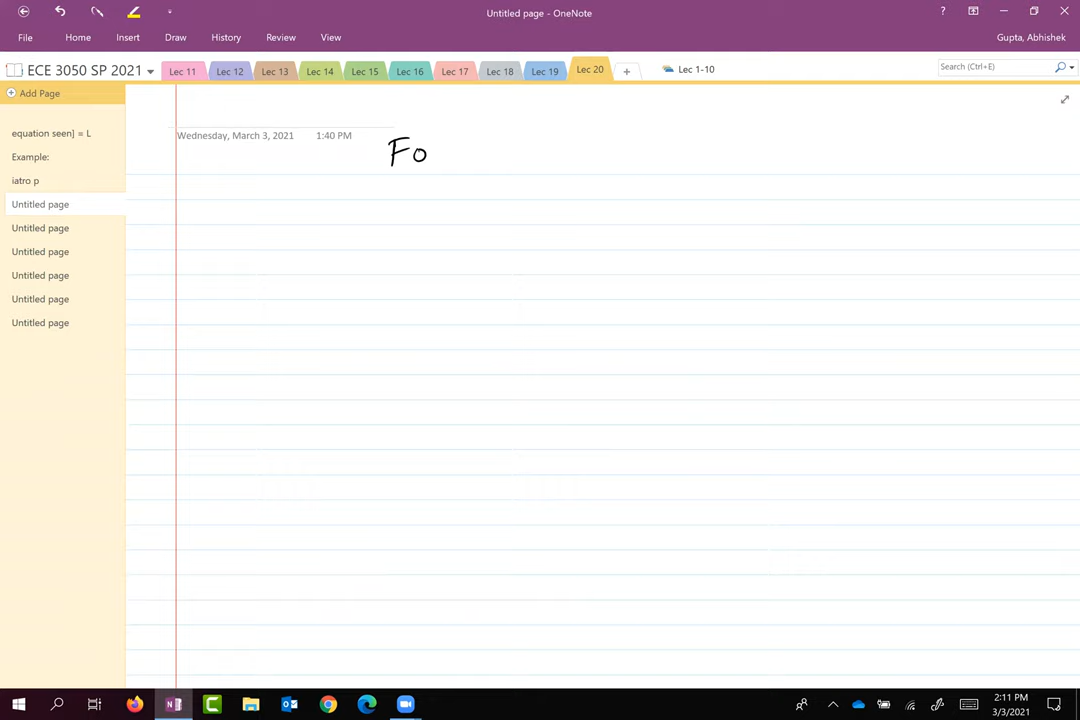 Untitled page - OneNote
?
File Home Insert Draw History Review View
Gupta, Abhishek
ECE 3050 SP 2021
Lec 11 Lec 12 Lec 13 Lec 14 Lec 15 Lec 16 Lec 17 Lec 18 Lec 19 Lec 20 + Lec 1-10
Search (Ctrl+E)
Add Page
equation seen] = L
Example:
iatro p
Untitled page
Untitled page
Untitled page
Untitled page
Untitled page
Untitled page
Wednesday, March 3, 2021 1:40 PM
Fo
2:11 PM
3/3/2021